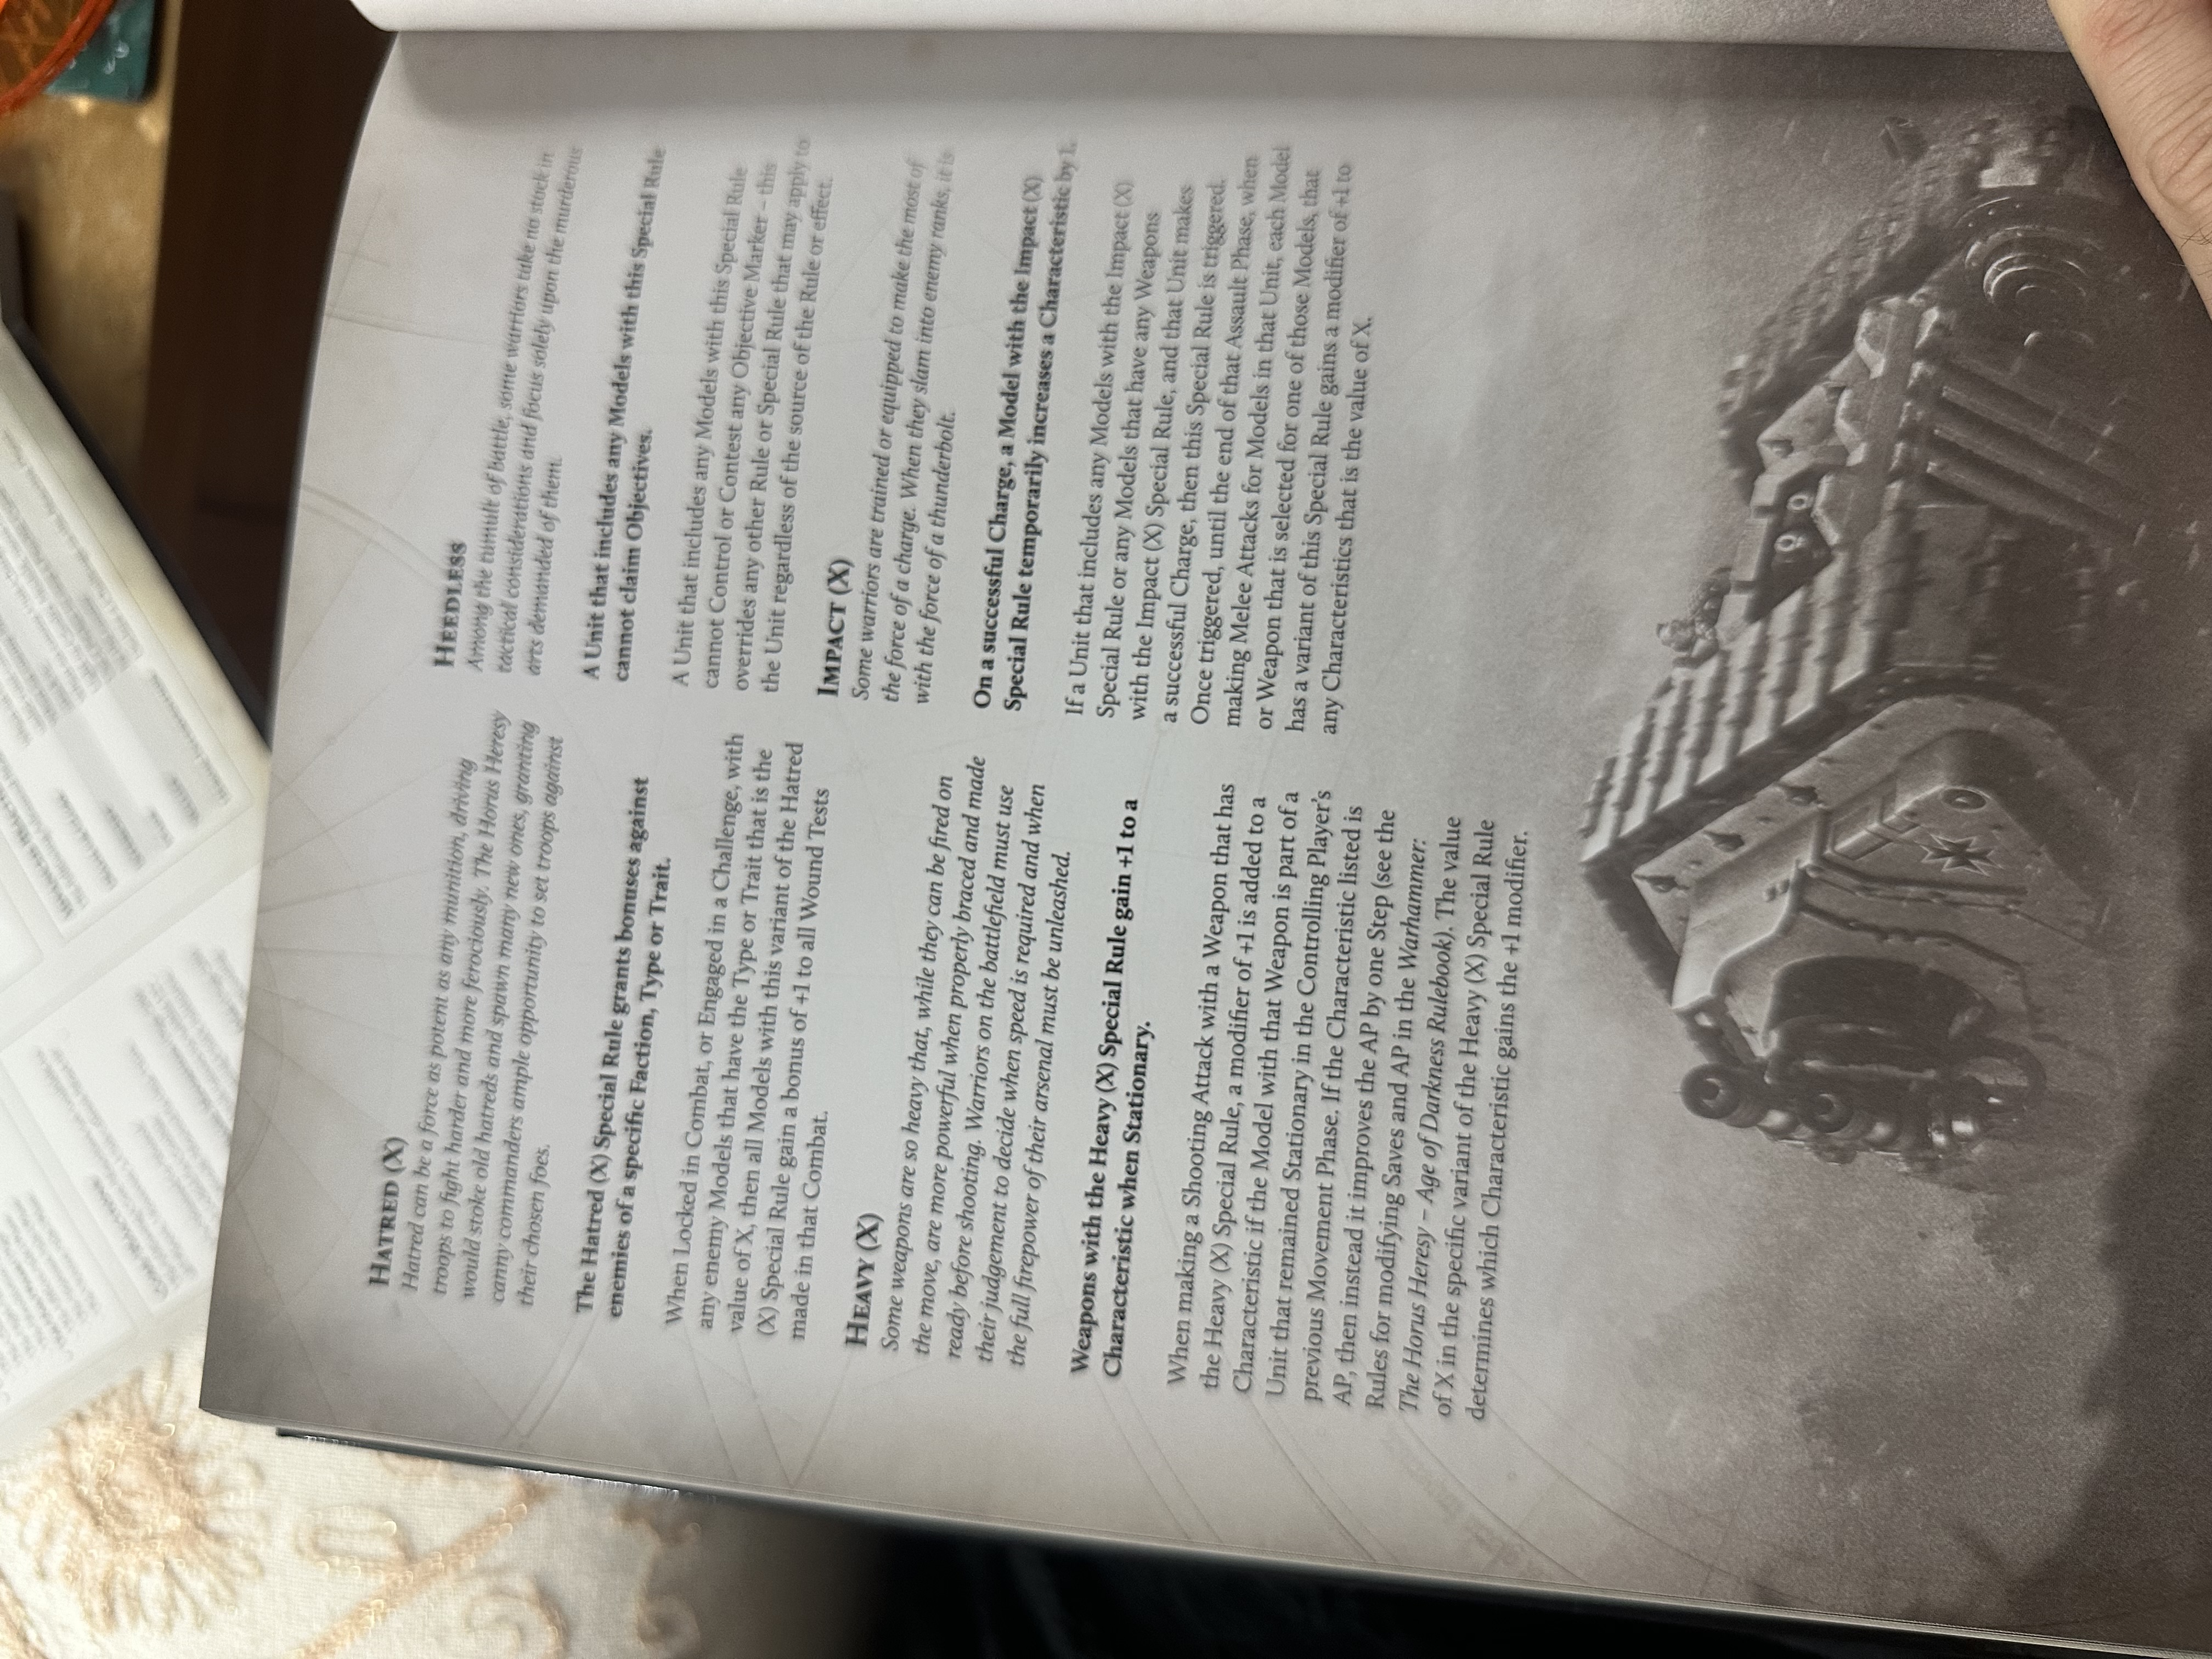 HATRED (X)
Hatred can be a force as potent as any munition, driving
troops to fight harder and more ferociously. The Horus Heresy
would stoke old hatreds and spawn many new ones, granting
canny commanders ample opportunity to set troops against
their chosen foes.
The Hatred (X) Special Rule grants bonuses against
enemies of a specific Faction, Type or Trait.
When Locked in Combat, or Engaged in a Challenge, with
any enemy Models that have the Type or Trait that is the
value of X, then all Models with this variant of the Hatred
(X) Special Rule gain a bonus of +1 to all Wound Tests
made in that Combat.
HEAVY (X)
Some weapons are so heavy that, while they can be fired on
the move, are more powerful when properly braced and made
ready before shooting. Warriors on the battlefield must use
their judgement to decide when speed is required and when
the full firepower of their arsenal must be unleashed.
Weapons with the Heavy (X) Special Rule gain +1 to a
Characteristic when Stationary.
When making a Shooting Attack with a Weapon that has
the Heavy (X) Special Rule, a modifier of +1 is added to a
Characteristic if the Model with that Weapon is part of a
Unit that remained Stationary in the Controlling Player's
previous Movement Phase. If the Characteristic listed is
AP, then instead it improves the AP by one Step (see the
Rules for modifying Saves and AP in the Warhammer:
The Horus Heresy – Age of Darkness Rulebook). The value
of X in the specific variant of the Heavy (X) Special Rule
determines which Characteristic gains the +1 modifier.
HEEDLESS
Among the tumult of battle, some warriors take no stock in
tactical considerations and focus solely upon the murderous
arts demanded of them.
A Unit that includes any Models with this Special Rule
cannot claim Objectives.
A Unit that includes any Models with this Special Rule
cannot Control or Contest any Objective Marker – this
overrides any other Rule or Special Rule that may apply to
the Unit regardless of the source of the Rule or effect.
IMPACT (X)
Some warriors are trained or equipped to make the most of
the force of a charge. When they slam into enemy ranks, it is
with the force of a thunderbolt.
On a successful Charge, a Model with the Impact (X)
Special Rule temporarily increases a Characteristic by 1.
If a Unit that includes any Models with the Impact (X)
Special Rule or any Models that have any Weapons
with the Impact (X) Special Rule, and that Unit makes
a successful Charge, then this Special Rule is triggered.
Once triggered, until the end of that Assault Phase, when
making Melee Attacks for Models in that Unit, each Model
or Weapon that is selected for one of those Models, that
has a variant of this Special Rule gains a modifier of +1 to
any Characteristics that is the value of X.